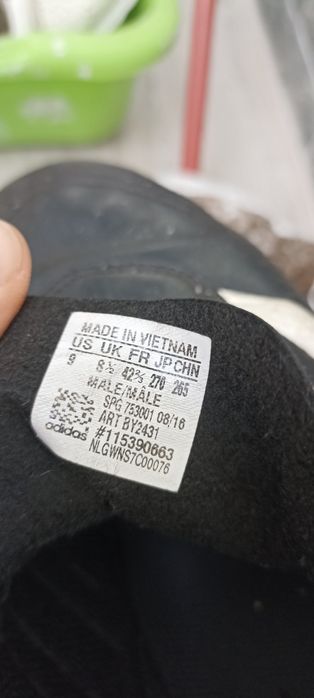 MADE IN VIETNAM
US UK FR JP CHN
9 8½ 42⅔ 270 265
MALE/MÂLE
SPG 753001 08/16
ART BY2431
#115390663
NLGWNS7C00076
adidas